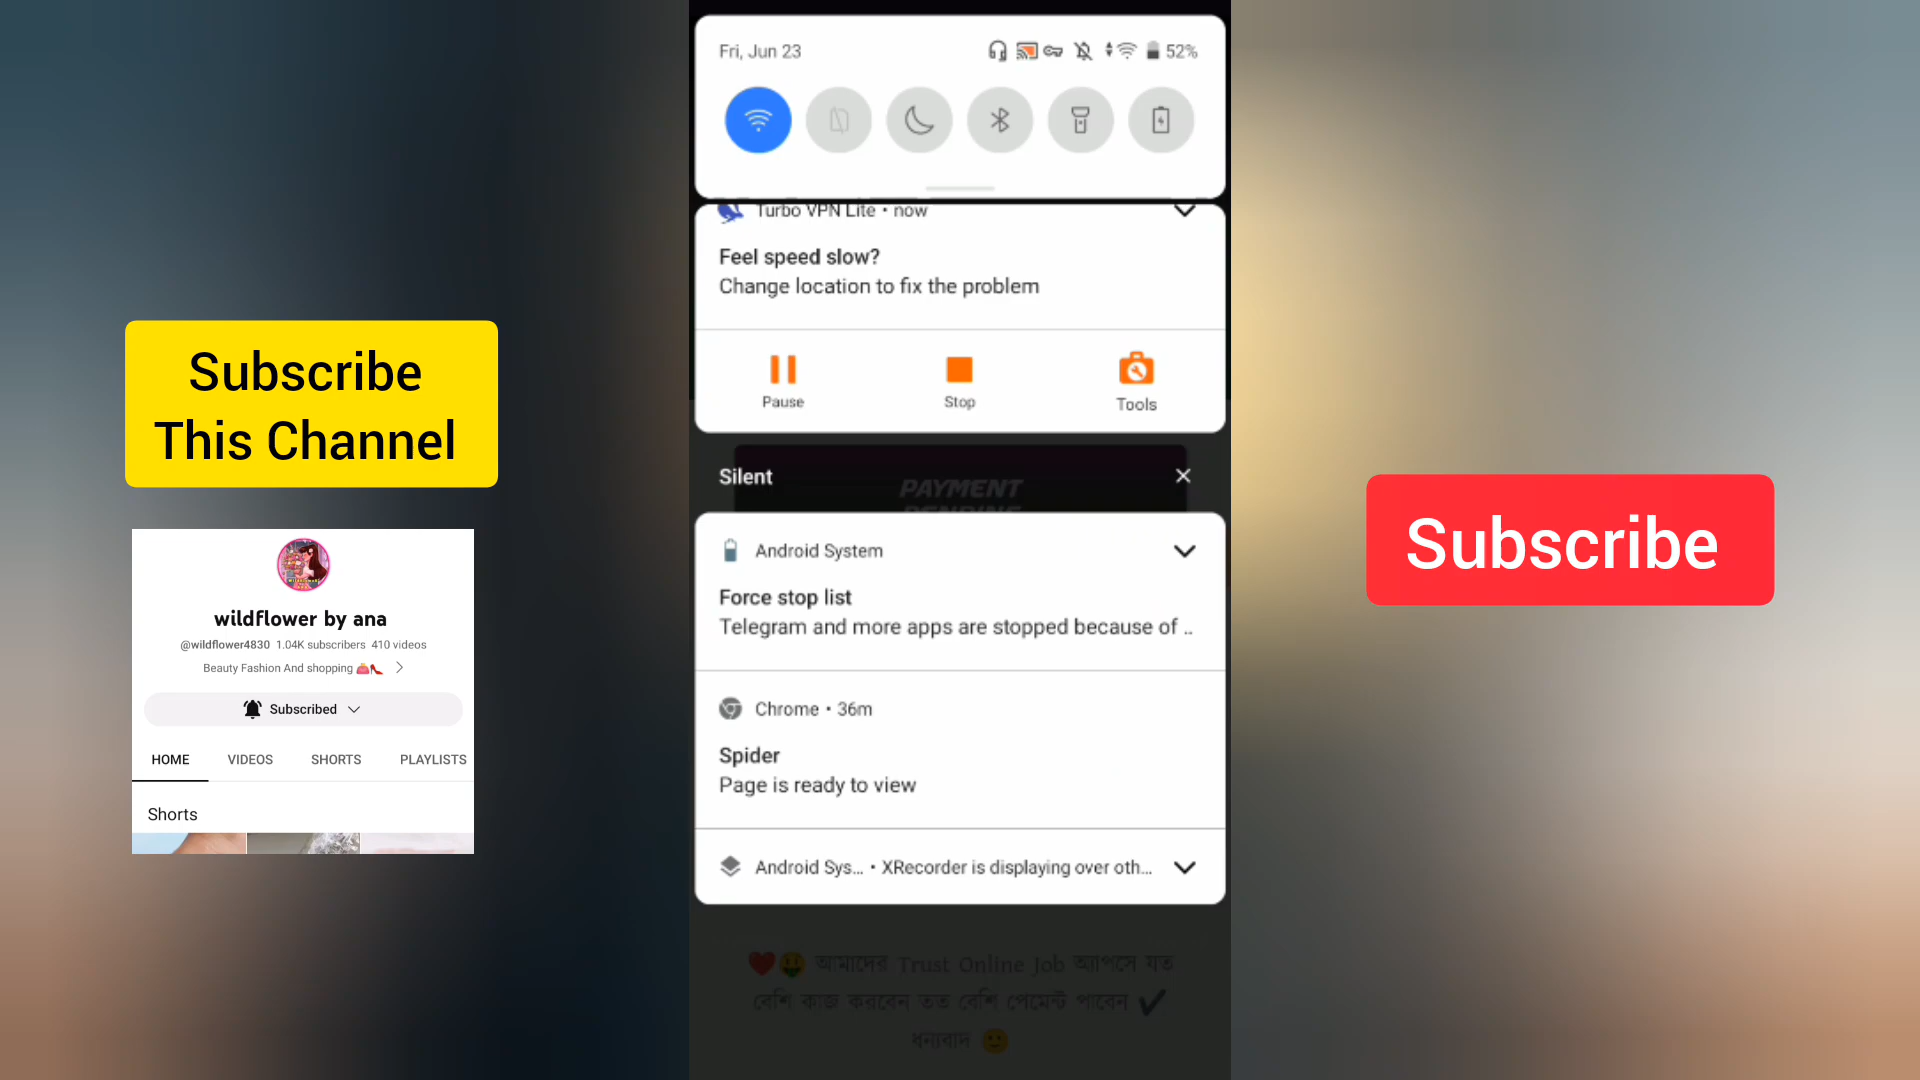 Fri, Jun 23
52%
Turbo VPN Lite • now
Feel speed slow?
Change location to fix the problem
Pause
Stop
Tools
Silent
PAYMENT
PENDING
Android System
Force stop list
Telegram and more apps are stopped because of ..
Chrome • 36m
Spider
Page is ready to view
Android Sys... • XRecorder is displaying over oth...
❤️🤑 আমাদের Trust Online Job অ্যাপসে যত
বেশি কাজ করবেন তত বেশি পেমেন্ট পাবেন ✔️
ধন্যবাদ 🙂
Subscribe
This Channel
wildflower by ana
@wildflower4830 1.04K subscribers 410 videos
Beauty Fashion And shopping 👛👠
Subscribed
HOME VIDEOS SHORTS PLAYLISTS
Shorts
Subscribe